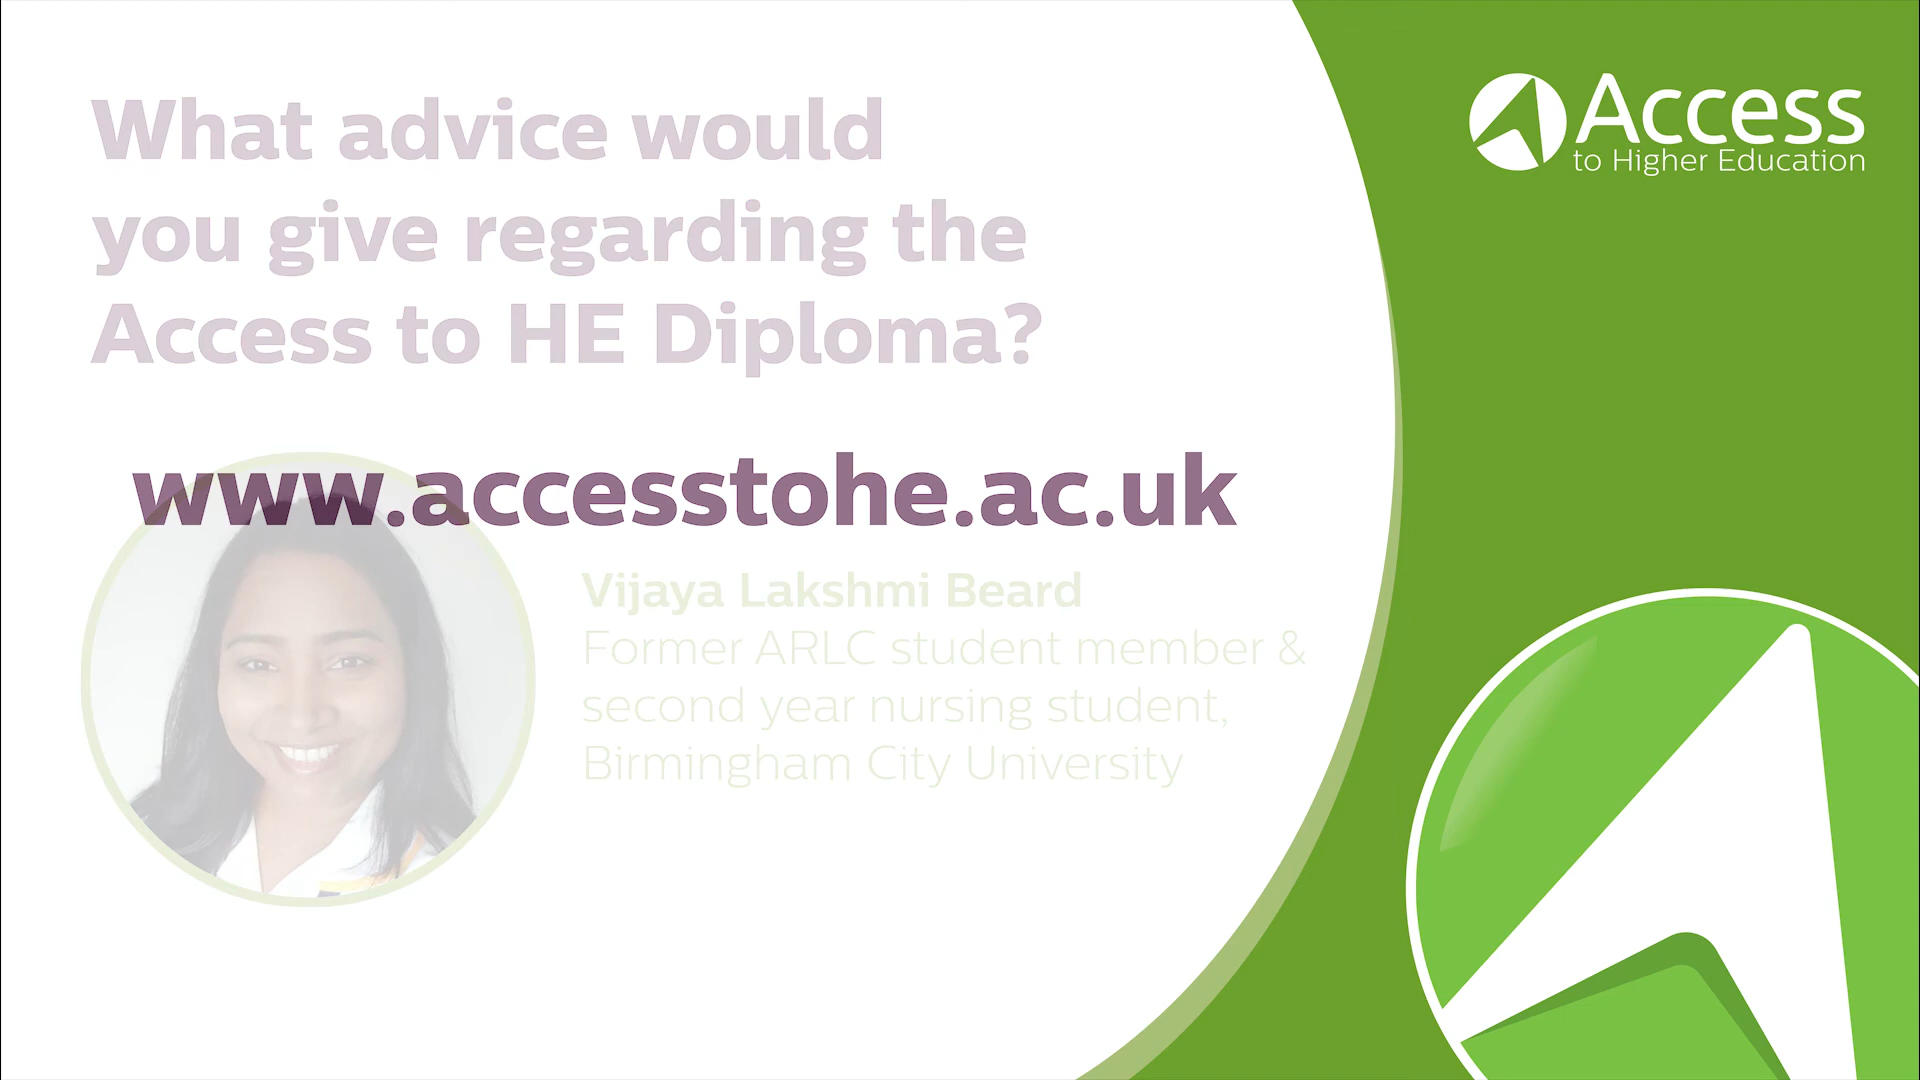 What advice would
you give regarding the
Access to HE Diploma?
www.accesstohe.ac.uk
Vijaya Lakshmi Beard
Former ARLC student member &
second year nursing student,
Birmingham City University
Access
to Higher Education